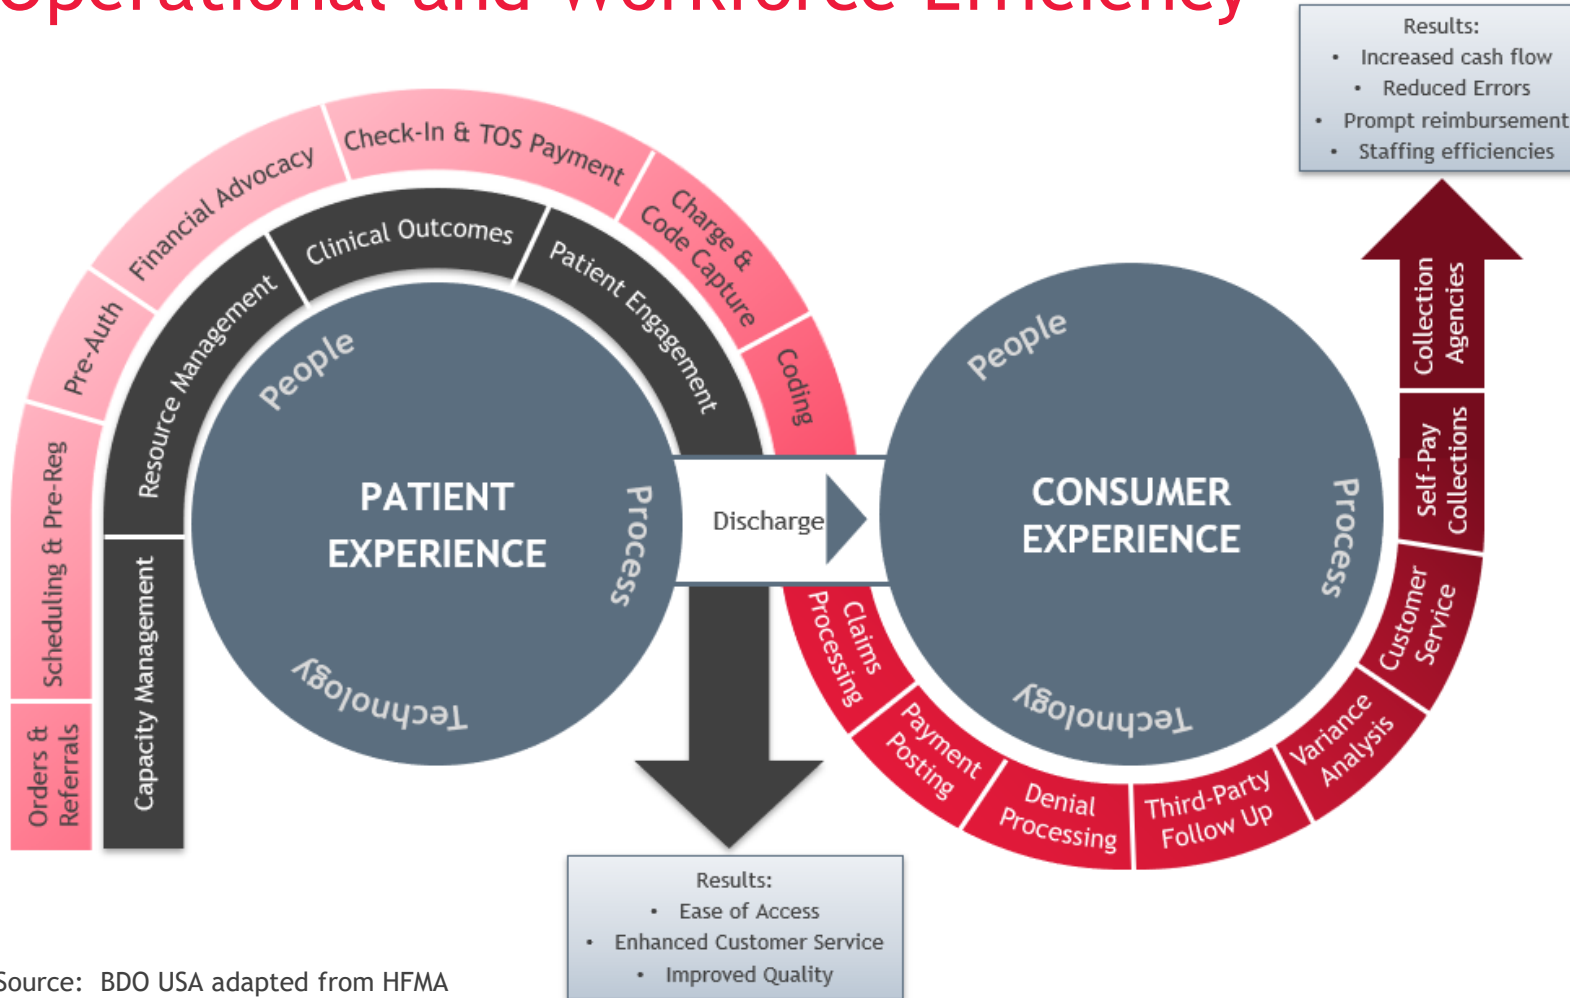 Operational and Workforce Efficiency
Results:
• Increased cash flow
• Reduced Errors
• Prompt reimbursement
• Staffing efficiencies
Orders &
Referrals
Scheduling & Pre-Reg
Pre-Auth
Financial Advocacy
Check-In & TOS Payment
Charge &
Code Capture
Coding
Capacity Management
Resource Management
Clinical Outcomes
Patient Engagement
People
Process
Technology
PATIENT
EXPERIENCE
Discharge
People
Process
Technology
CONSUMER
EXPERIENCE
Claims
Processing
Payment
Posting
Denial
Processing
Third-Party
Follow Up
Variance
Analysis
Customer
Service
Self-Pay
Collections
Collection
Agencies
Results:
• Ease of Access
• Enhanced Customer Service
• Improved Quality
Source: BDO USA adapted from HFMA